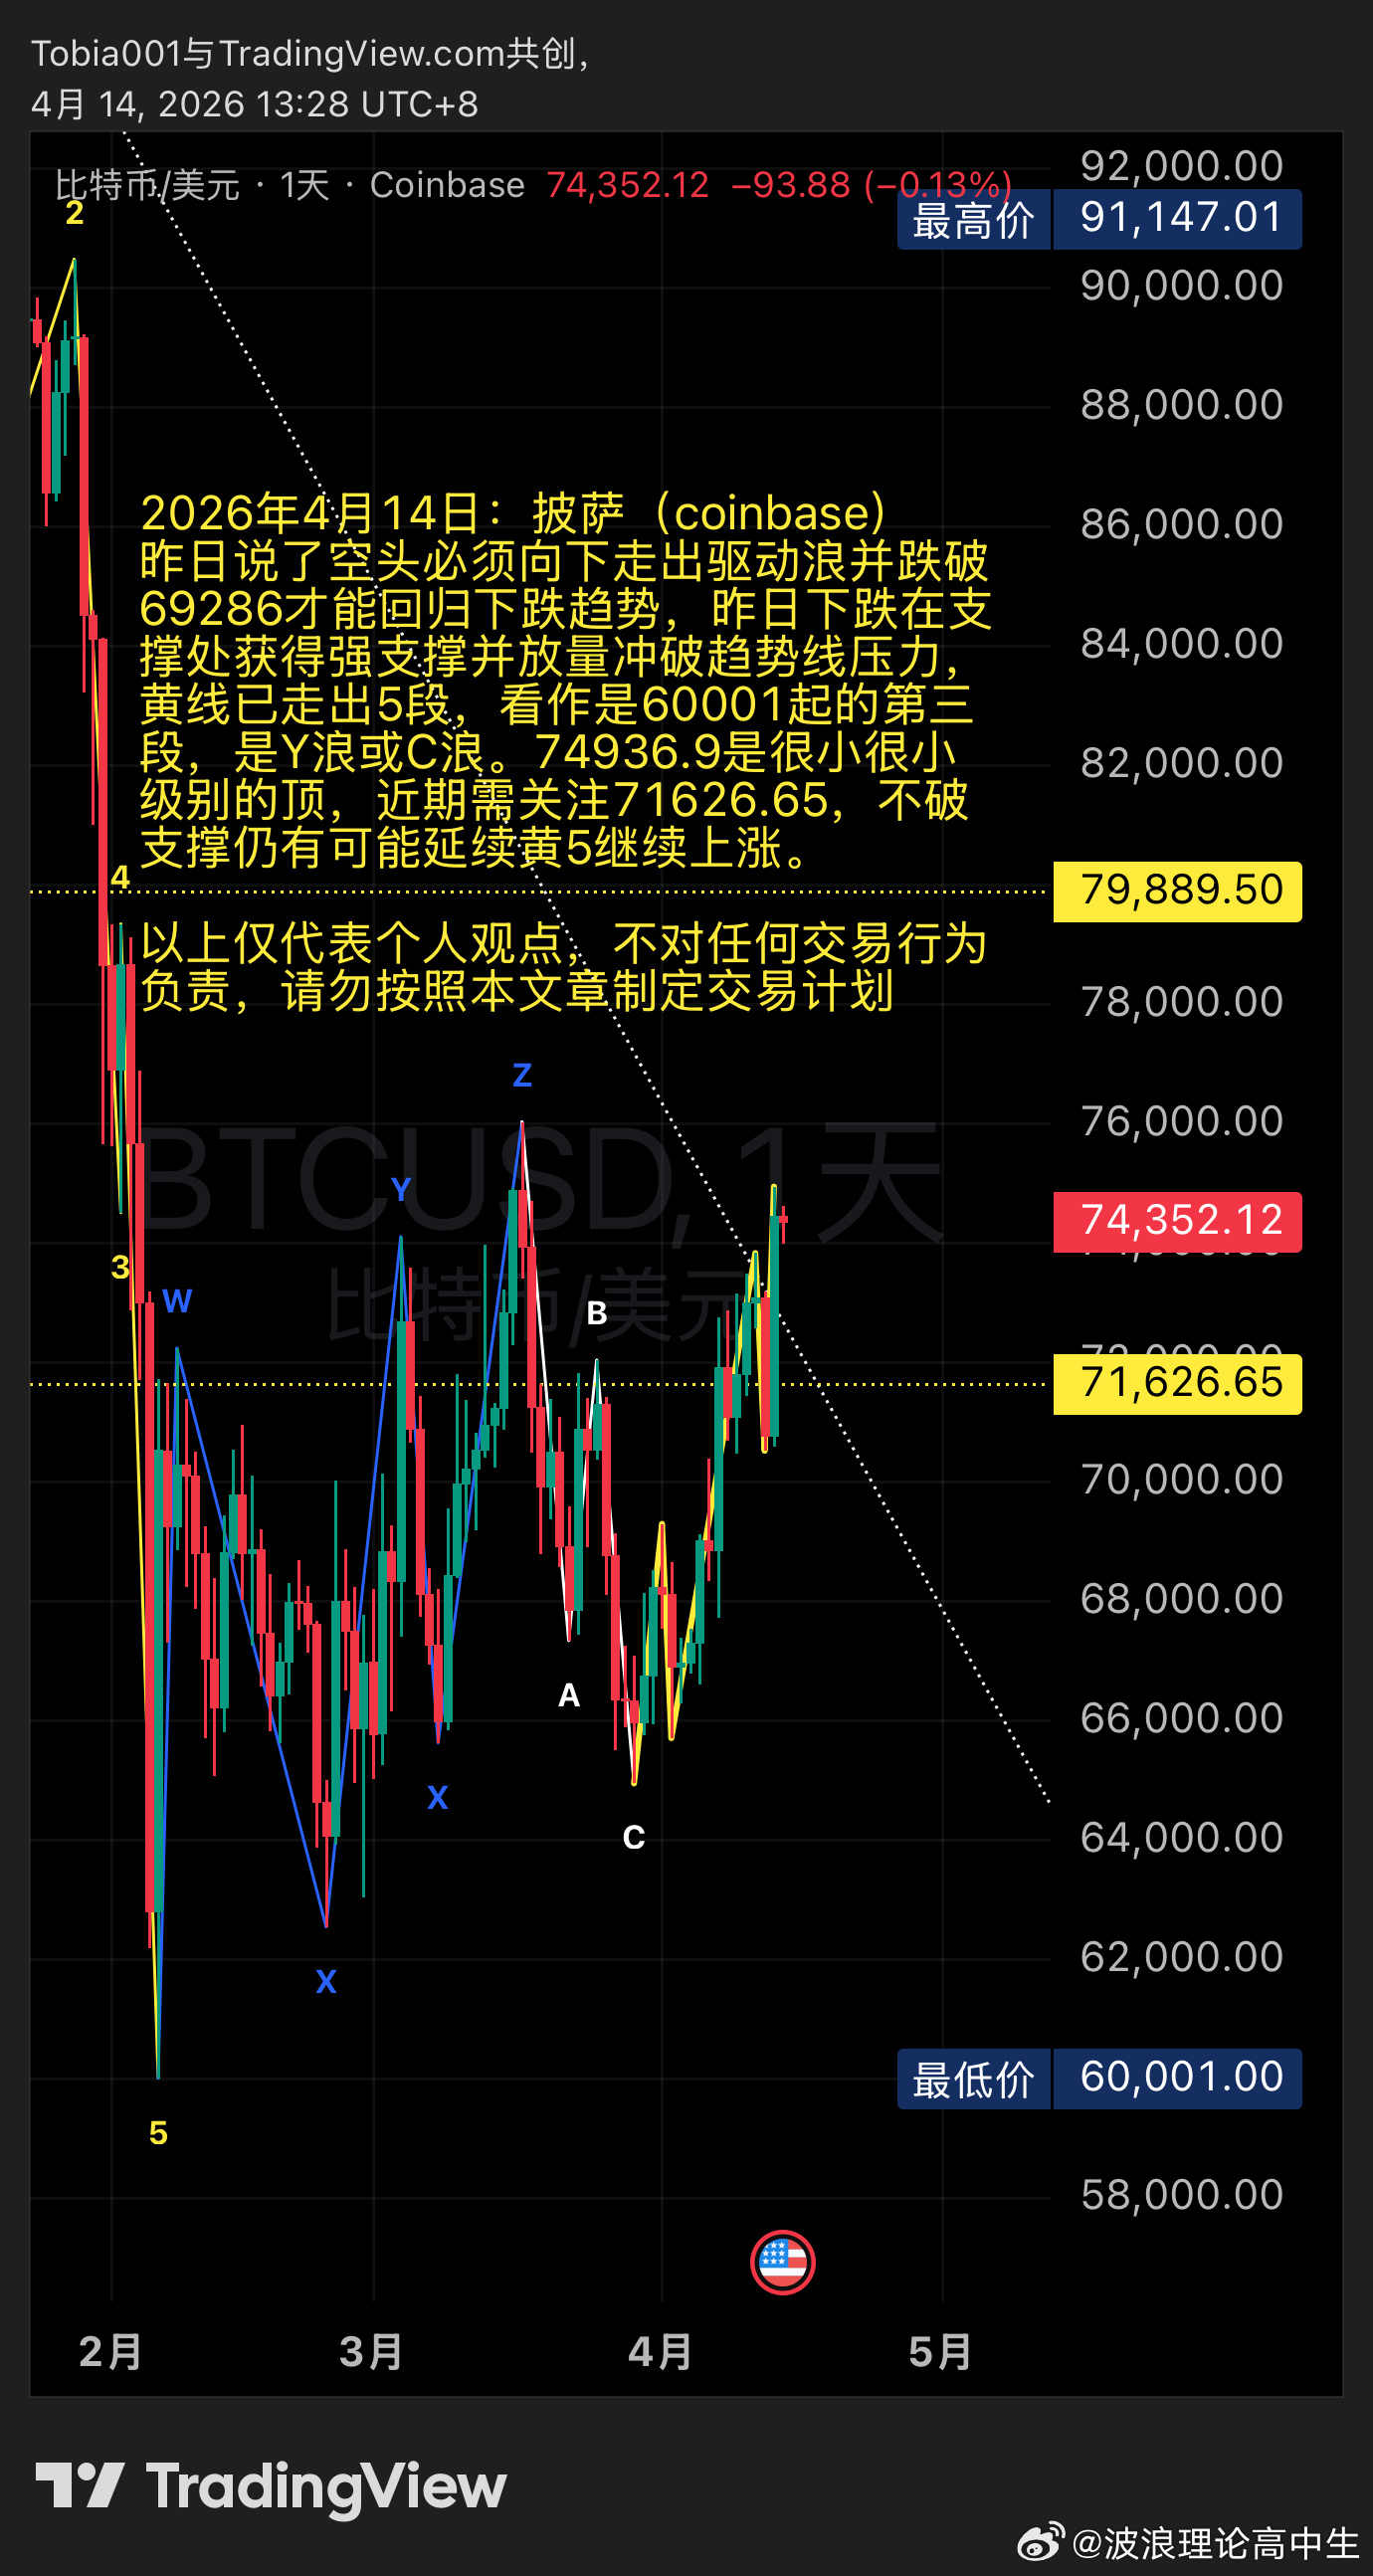 Tobia001与TradingView.com共创，
4月 14, 2026 13:28 UTC+8
比特币/美元 · 1天 · Coinbase 74,352.12 −93.88 (−0.13%)
92,000.00
最高价 91,147.01
2
90,000.00
88,000.00
86,000.00
2026年4月14日：披萨（coinbase）
昨日说了空头必须向下走出驱动浪并跌破
69286才能回归下跌趋势，昨日下跌在支
撑处获得强支撑并放量冲破趋势线压力，
黄线已走出5段，看作是60001起的第三
段，是Y浪或C浪。74936.9是很小很小
级别的顶，近期需关注71626.65，不破
支撑仍有可能延续黄5继续上涨。
84,000.00
82,000.00
4
79,889.50
以上仅代表个人观点，不对任何交易行为
负责，请勿按照本文章制定交易计划
78,000.00
Z
76,000.00
BTCUSD, 1天
Y
74,352.12
3
比特币/美元
W
B
71,626.65
70,000.00
68,000.00
A
66,000.00
X
C
64,000.00
62,000.00
X
最低价 60,001.00
5
58,000.00
2月 3月 4月 5月
TradingView
@波浪理论高中生